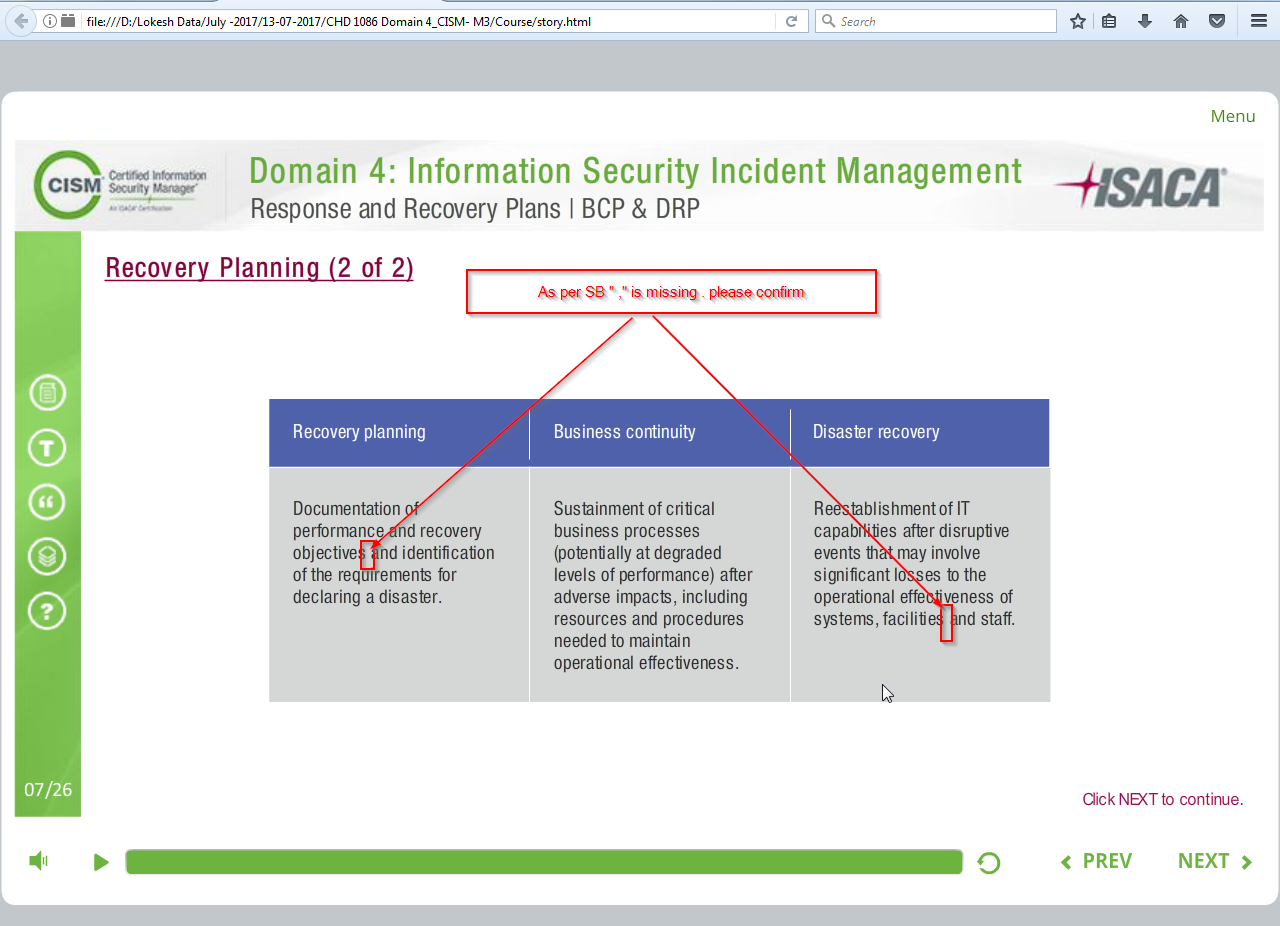 file:///D:/Lokesh Data/July -2017/13-07-2017/CHD 1086 Domain 4_CISM- M3/Course/story.html
Search
Menu
CISM
Certified Information
Security Manager®
An ISACA® Certification
Domain 4: Information Security Incident Management
Response and Recovery Plans | BCP & DRP
ISACA®
Recovery Planning (2 of 2)
As per SB " ," is missing . please confirm
Recovery planning
Documentation of
performance and recovery
objectives and identification
of the requirements for
declaring a disaster.
Business continuity
Sustainment of critical
business processes
(potentially at degraded
levels of performance) after
adverse impacts, including
resources and procedures
needed to maintain
operational effectiveness.
Disaster recovery
Reestablishment of IT
capabilities after disruptive
events that may involve
significant losses to the
operational effectiveness of
systems, facilities and staff.
T
?
07/26
Click NEXT to continue.
PREV
NEXT